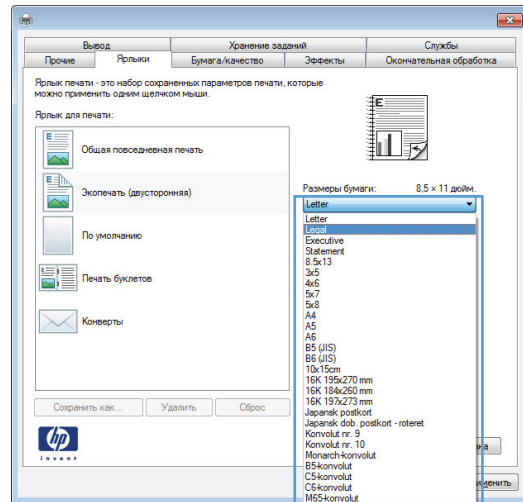 Вывод
Хранение заданий
Службы
Прочие
Ярлыки
Бумага/качество
Эффекты
Окончательная обработка
Ярлык печати - это набор сохраненных параметров печати, которые
можно применить одним щелчком мыши.
Ярлык для печати:
Общая повседневная печать
Экопечать (двусторонняя)
По умолчанию
Печать буклетов
Конверты
Размеры бумаги: 8,5 × 11 дюйм.
Letter
Letter
Legal
Executive
Statement
8.5x13
3x5
4x6
5x7
5x8
A4
A5
A6
B5 (JIS)
B6 (JIS)
10x15cm
16K 195x270 mm
16K 184x260 mm
16K 197x273 mm
Japansk postkort
Japansk dob. postkort - roteret
Konvolut nr. 9
Konvolut nr. 10
Monarch-konvolut
B5-konvolut
C5-konvolut
C6-konvolut
M65-konvolut
Сохранить как...
Удалить
Сброс
hp
invent
ка
именить